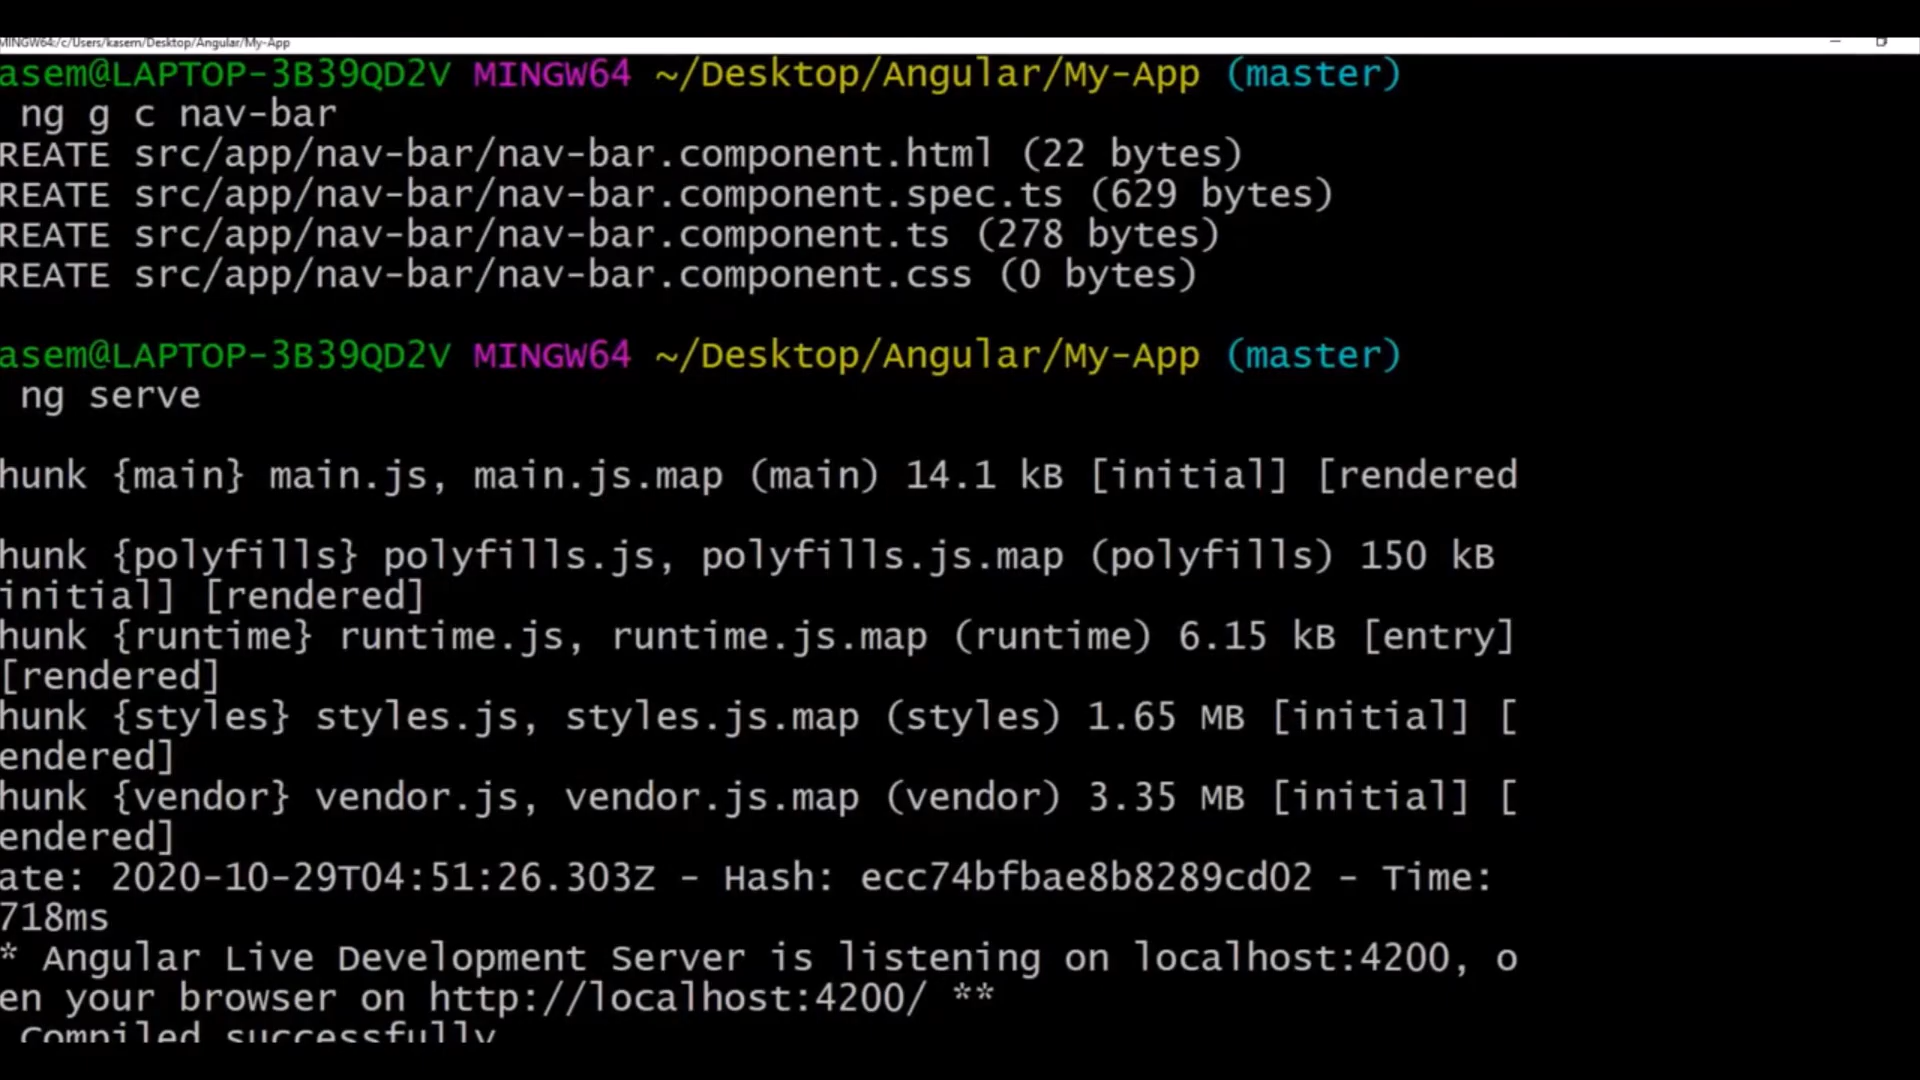 MINGW64:/c/Users/kasem/Desktop/Angular/My-App
asem@LAPTOP-3B39QD2V MINGW64 ~/Desktop/Angular/My-App (master)
ng g c nav-bar
REATE src/app/nav-bar/nav-bar.component.html (22 bytes)
REATE src/app/nav-bar/nav-bar.component.spec.ts (629 bytes)
REATE src/app/nav-bar/nav-bar.component.ts (278 bytes)
REATE src/app/nav-bar/nav-bar.component.css (0 bytes)
asem@LAPTOP-3B39QD2V MINGW64 ~/Desktop/Angular/My-App (master)
ng serve
hunk {main} main.js, main.js.map (main) 14.1 kB [initial] [rendered
hunk {polyfills} polyfills.js, polyfills.js.map (polyfills) 150 kB
initial] [rendered]
hunk {runtime} runtime.js, runtime.js.map (runtime) 6.15 kB [entry]
[rendered]
hunk {styles} styles.js, styles.js.map (styles) 1.65 MB [initial] [
endered]
hunk {vendor} vendor.js, vendor.js.map (vendor) 3.35 MB [initial] [
endered]
ate: 2020-10-29T04:51:26.303Z - Hash: ecc74bfbae8b8289cd02 - Time:
718ms
* Angular Live Development Server is listening on localhost:4200, o
en your browser on http://localhost:4200/ **
Compiled successfully